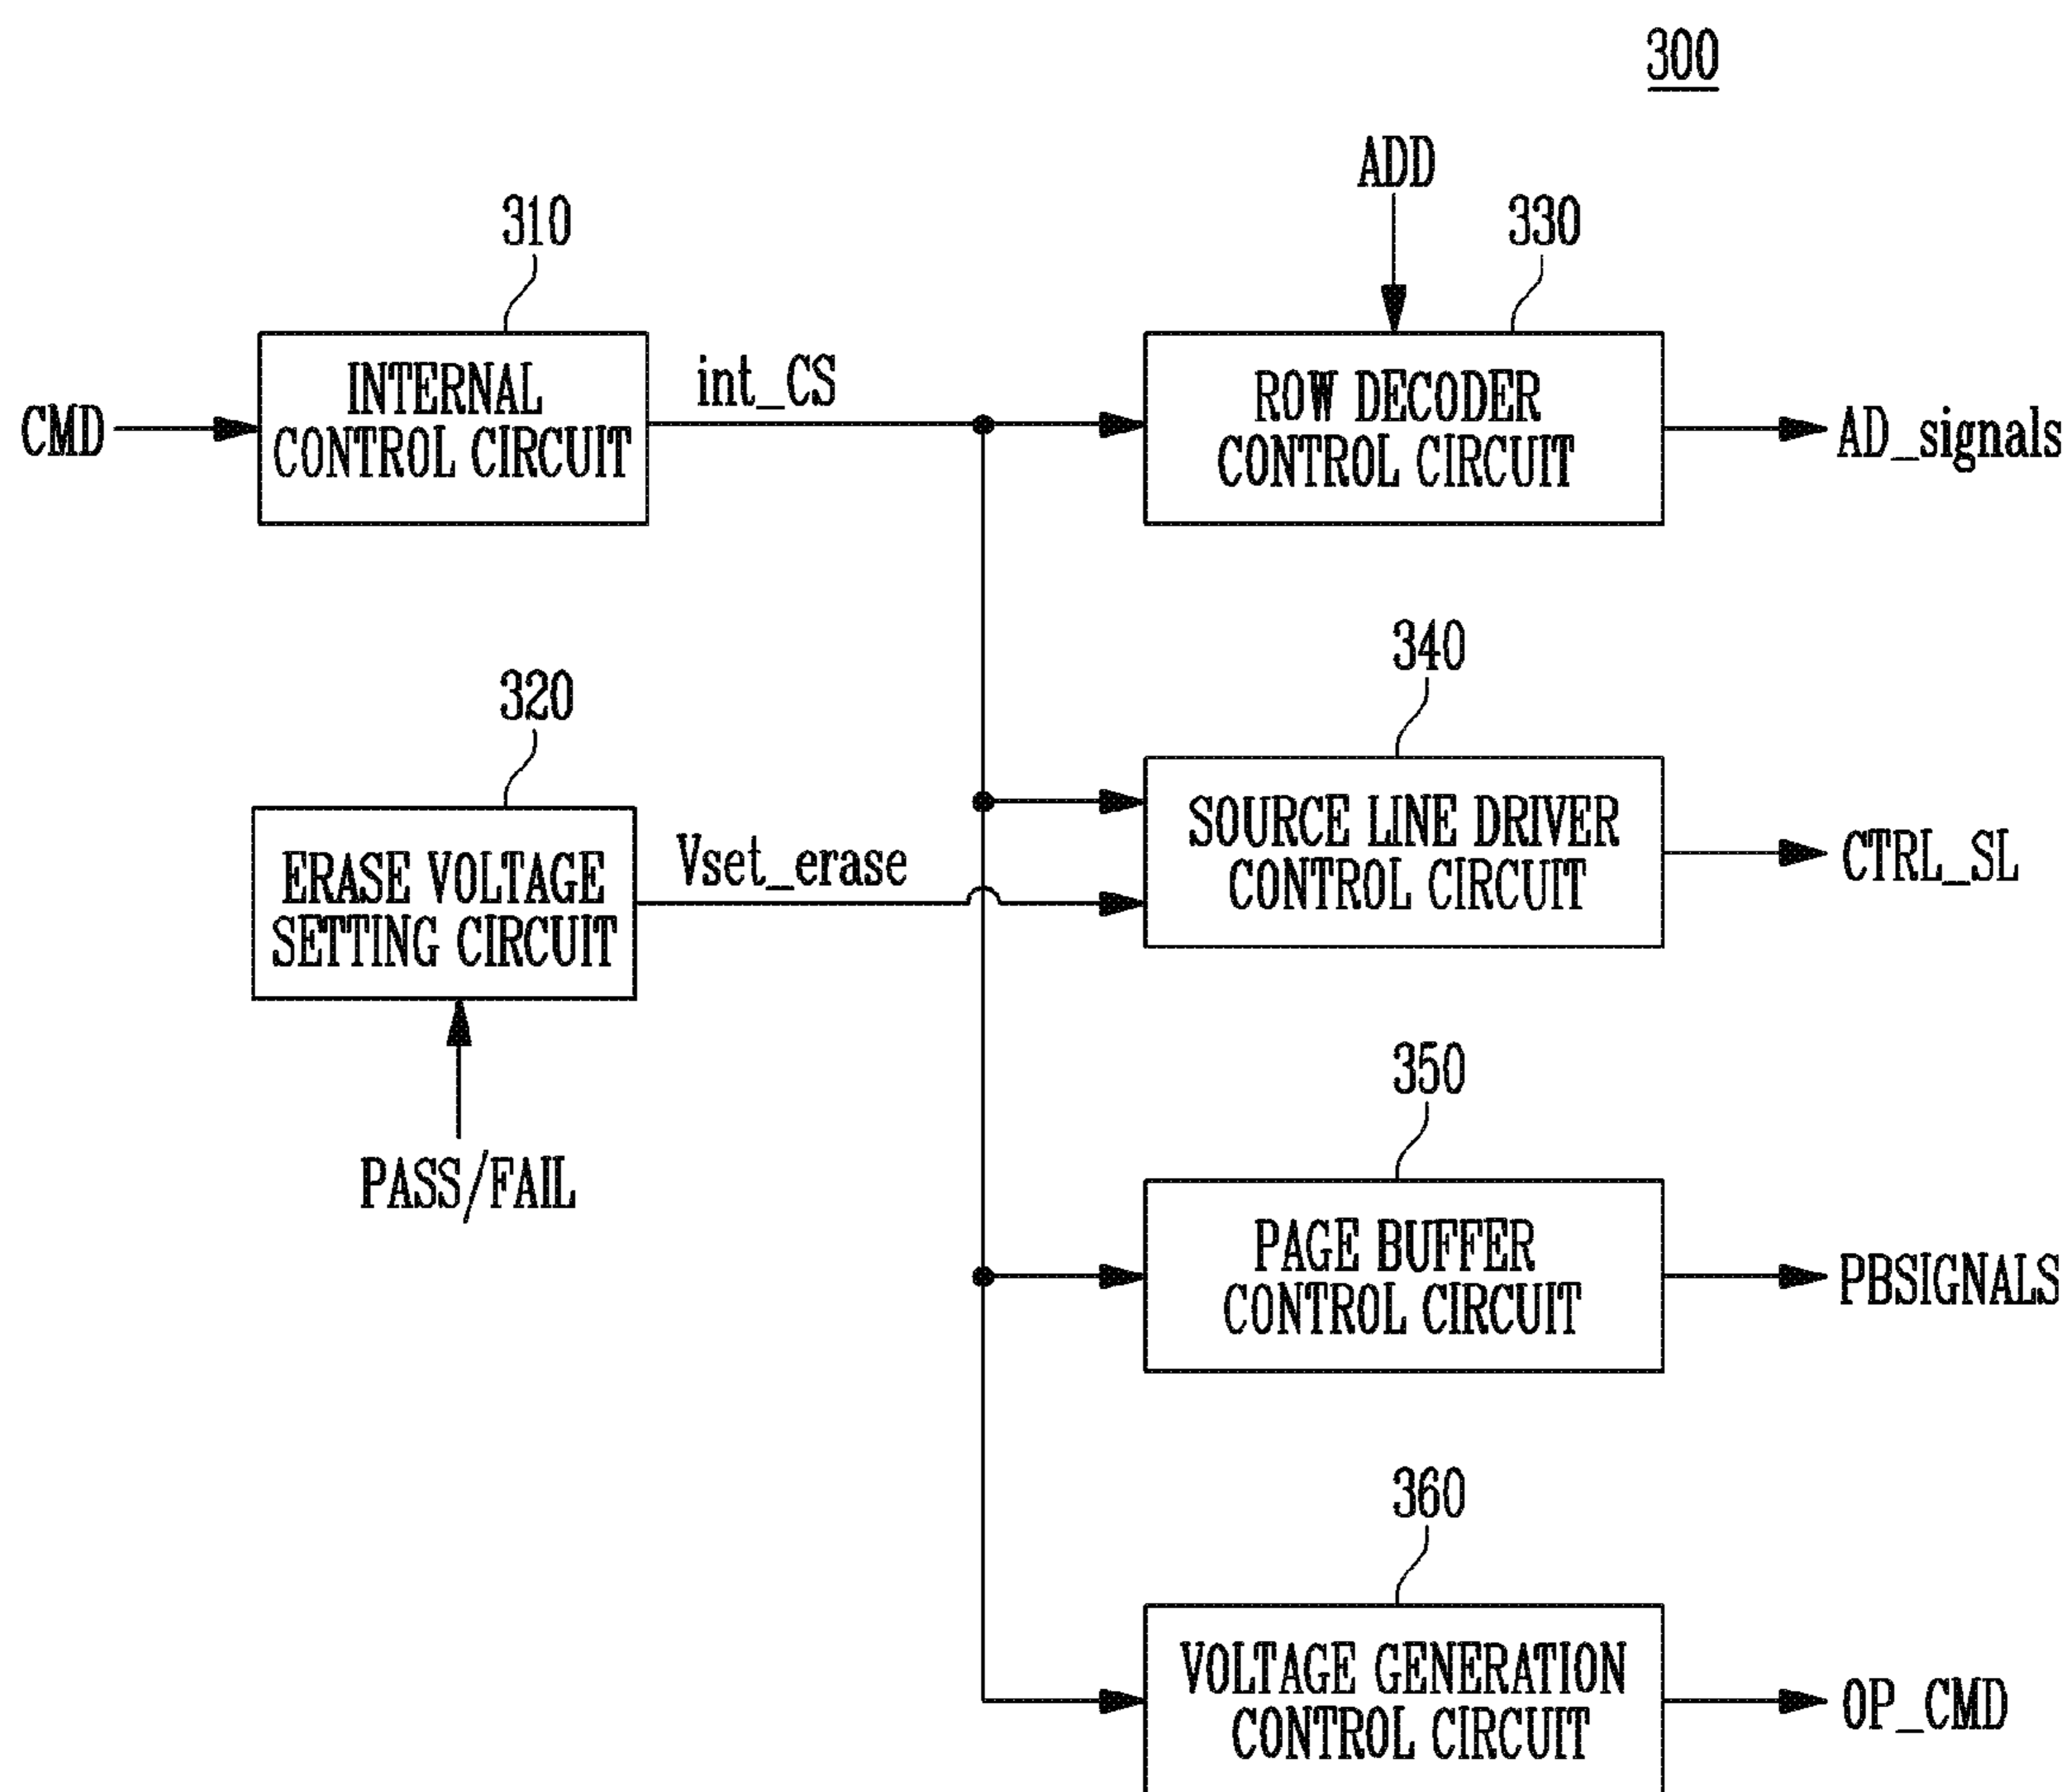 300
ADD
310
330
INTERNAL
CONTROL CIRCUIT
int_CS
ROW DECODER
CONTROL CIRCUIT
CMD
AD_signals
340
320
SOURCE LINE DRIVER
CONTROL CIRCUIT
ERASE VOLTAGE
SETTING CIRCUIT
Vset_erase
CTRL_SL
350
PASS/FAIL
PAGE BUFFER
CONTROL CIRCUIT
PBSIGNALS
360
VOLTAGE GENERATION
CONTROL CIRCUIT
OP_CMD